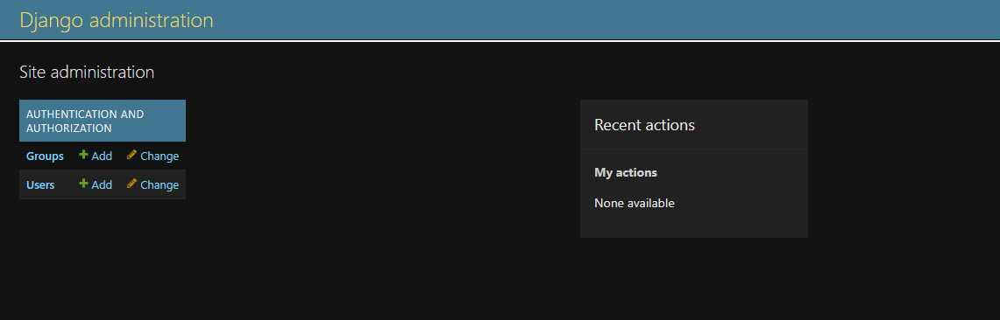 Django administration
Site administration
AUTHENTICATION AND
AUTHORIZATION
Groups Add Change
Users Add Change
Recent actions
My actions
None available